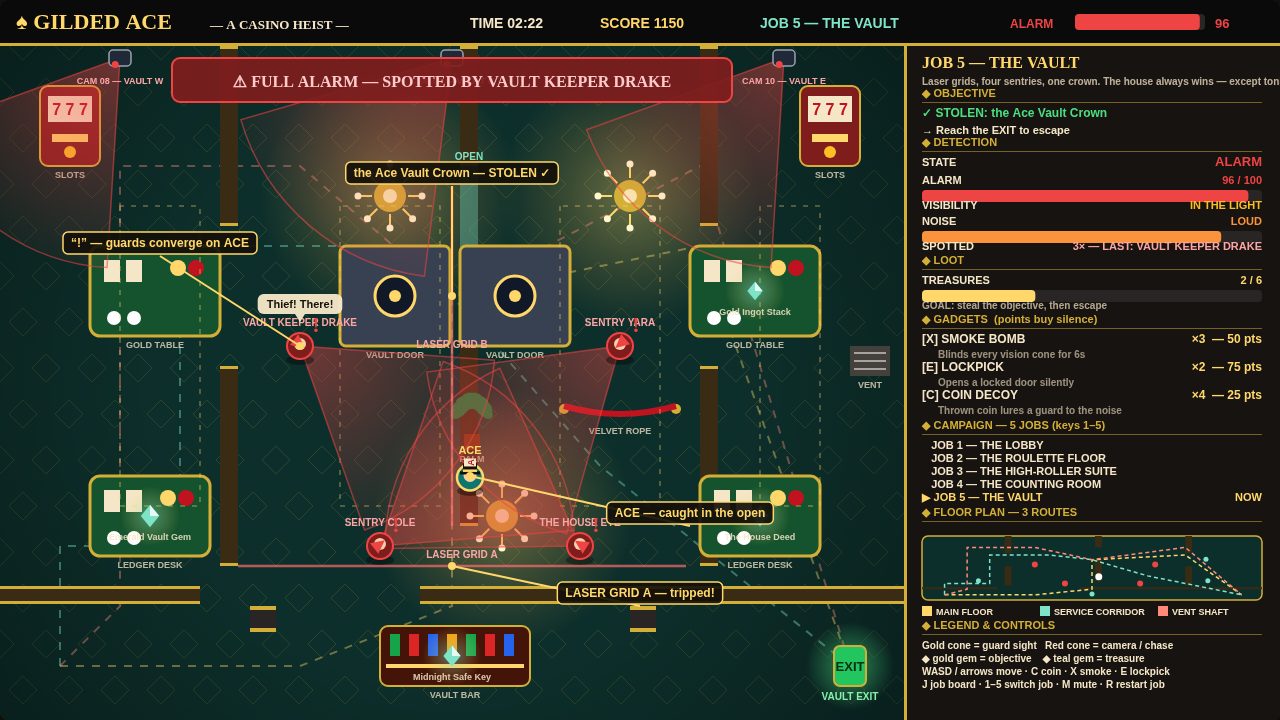 ♠ GILDED ACE
— A CASINO HEIST —
TIME 02:22
SCORE 1150
JOB 5 — THE VAULT
ALARM
96
CAM 08 — VAULT W
⚠ FULL ALARM — SPOTTED BY VAULT KEEPER DRAKE
CAM 10 — VAULT E
777
SLOTS
777
SLOTS
OPEN
the Ace Vault Crown — STOLEN ✓
“!” — guards converge on ACE
Thief! There!
VAULT KEEPER DRAKE
SENTRY YARA
Gold Ingot Stack
GOLD TABLE
LASER GRID B
VAULT DOOR
VAULT DOOR
GOLD TABLE
VENT
VELVET ROPE
ACE
ACE — caught in the open
SENTRY COLE
THE HOUSE EYE
Vault Gem
House Deed
LEDGER DESK
LASER GRID A
LEDGER DESK
LASER GRID A — tripped!
Midnight Safe Key
VAULT BAR
EXIT
VAULT EXIT
JOB 5 — THE VAULT
Laser grids, four sentries, one crown. The house always wins — except ton
◆ OBJECTIVE
✓ STOLEN: the Ace Vault Crown
→ Reach the EXIT to escape
◆ DETECTION
STATE ALARM
ALARM 96 / 100
VISIBILITY IN THE LIGHT
NOISE LOUD
SPOTTED 3× — LAST: VAULT KEEPER DRAKE
◆ LOOT
TREASURES 2 / 6
GOAL: steal the objective, then escape
◆ GADGETS (points buy silence)
[X] SMOKE BOMB ×3 — 50 pts
Blinds every vision cone for 6s
[E] LOCKPICK ×2 — 75 pts
Opens a locked door silently
[C] COIN DECOY ×4 — 25 pts
Thrown coin lures a guard to the noise
◆ CAMPAIGN — 5 JOBS (keys 1–5)
JOB 1 — THE LOBBY
JOB 2 — THE ROULETTE FLOOR
JOB 3 — THE HIGH-ROLLER SUITE
JOB 4 — THE COUNTING ROOM
▶ JOB 5 — THE VAULT NOW
◆ FLOOR PLAN — 3 ROUTES
MAIN FLOOR
SERVICE CORRIDOR
VENT SHAFT
◆ LEGEND & CONTROLS
Gold cone = guard sight Red cone = camera / chase
◆ gold gem = objective ◆ teal gem = treasure
WASD / arrows move · C coin · X smoke · E lockpick
J job board · 1–5 switch job · M mute · R restart job